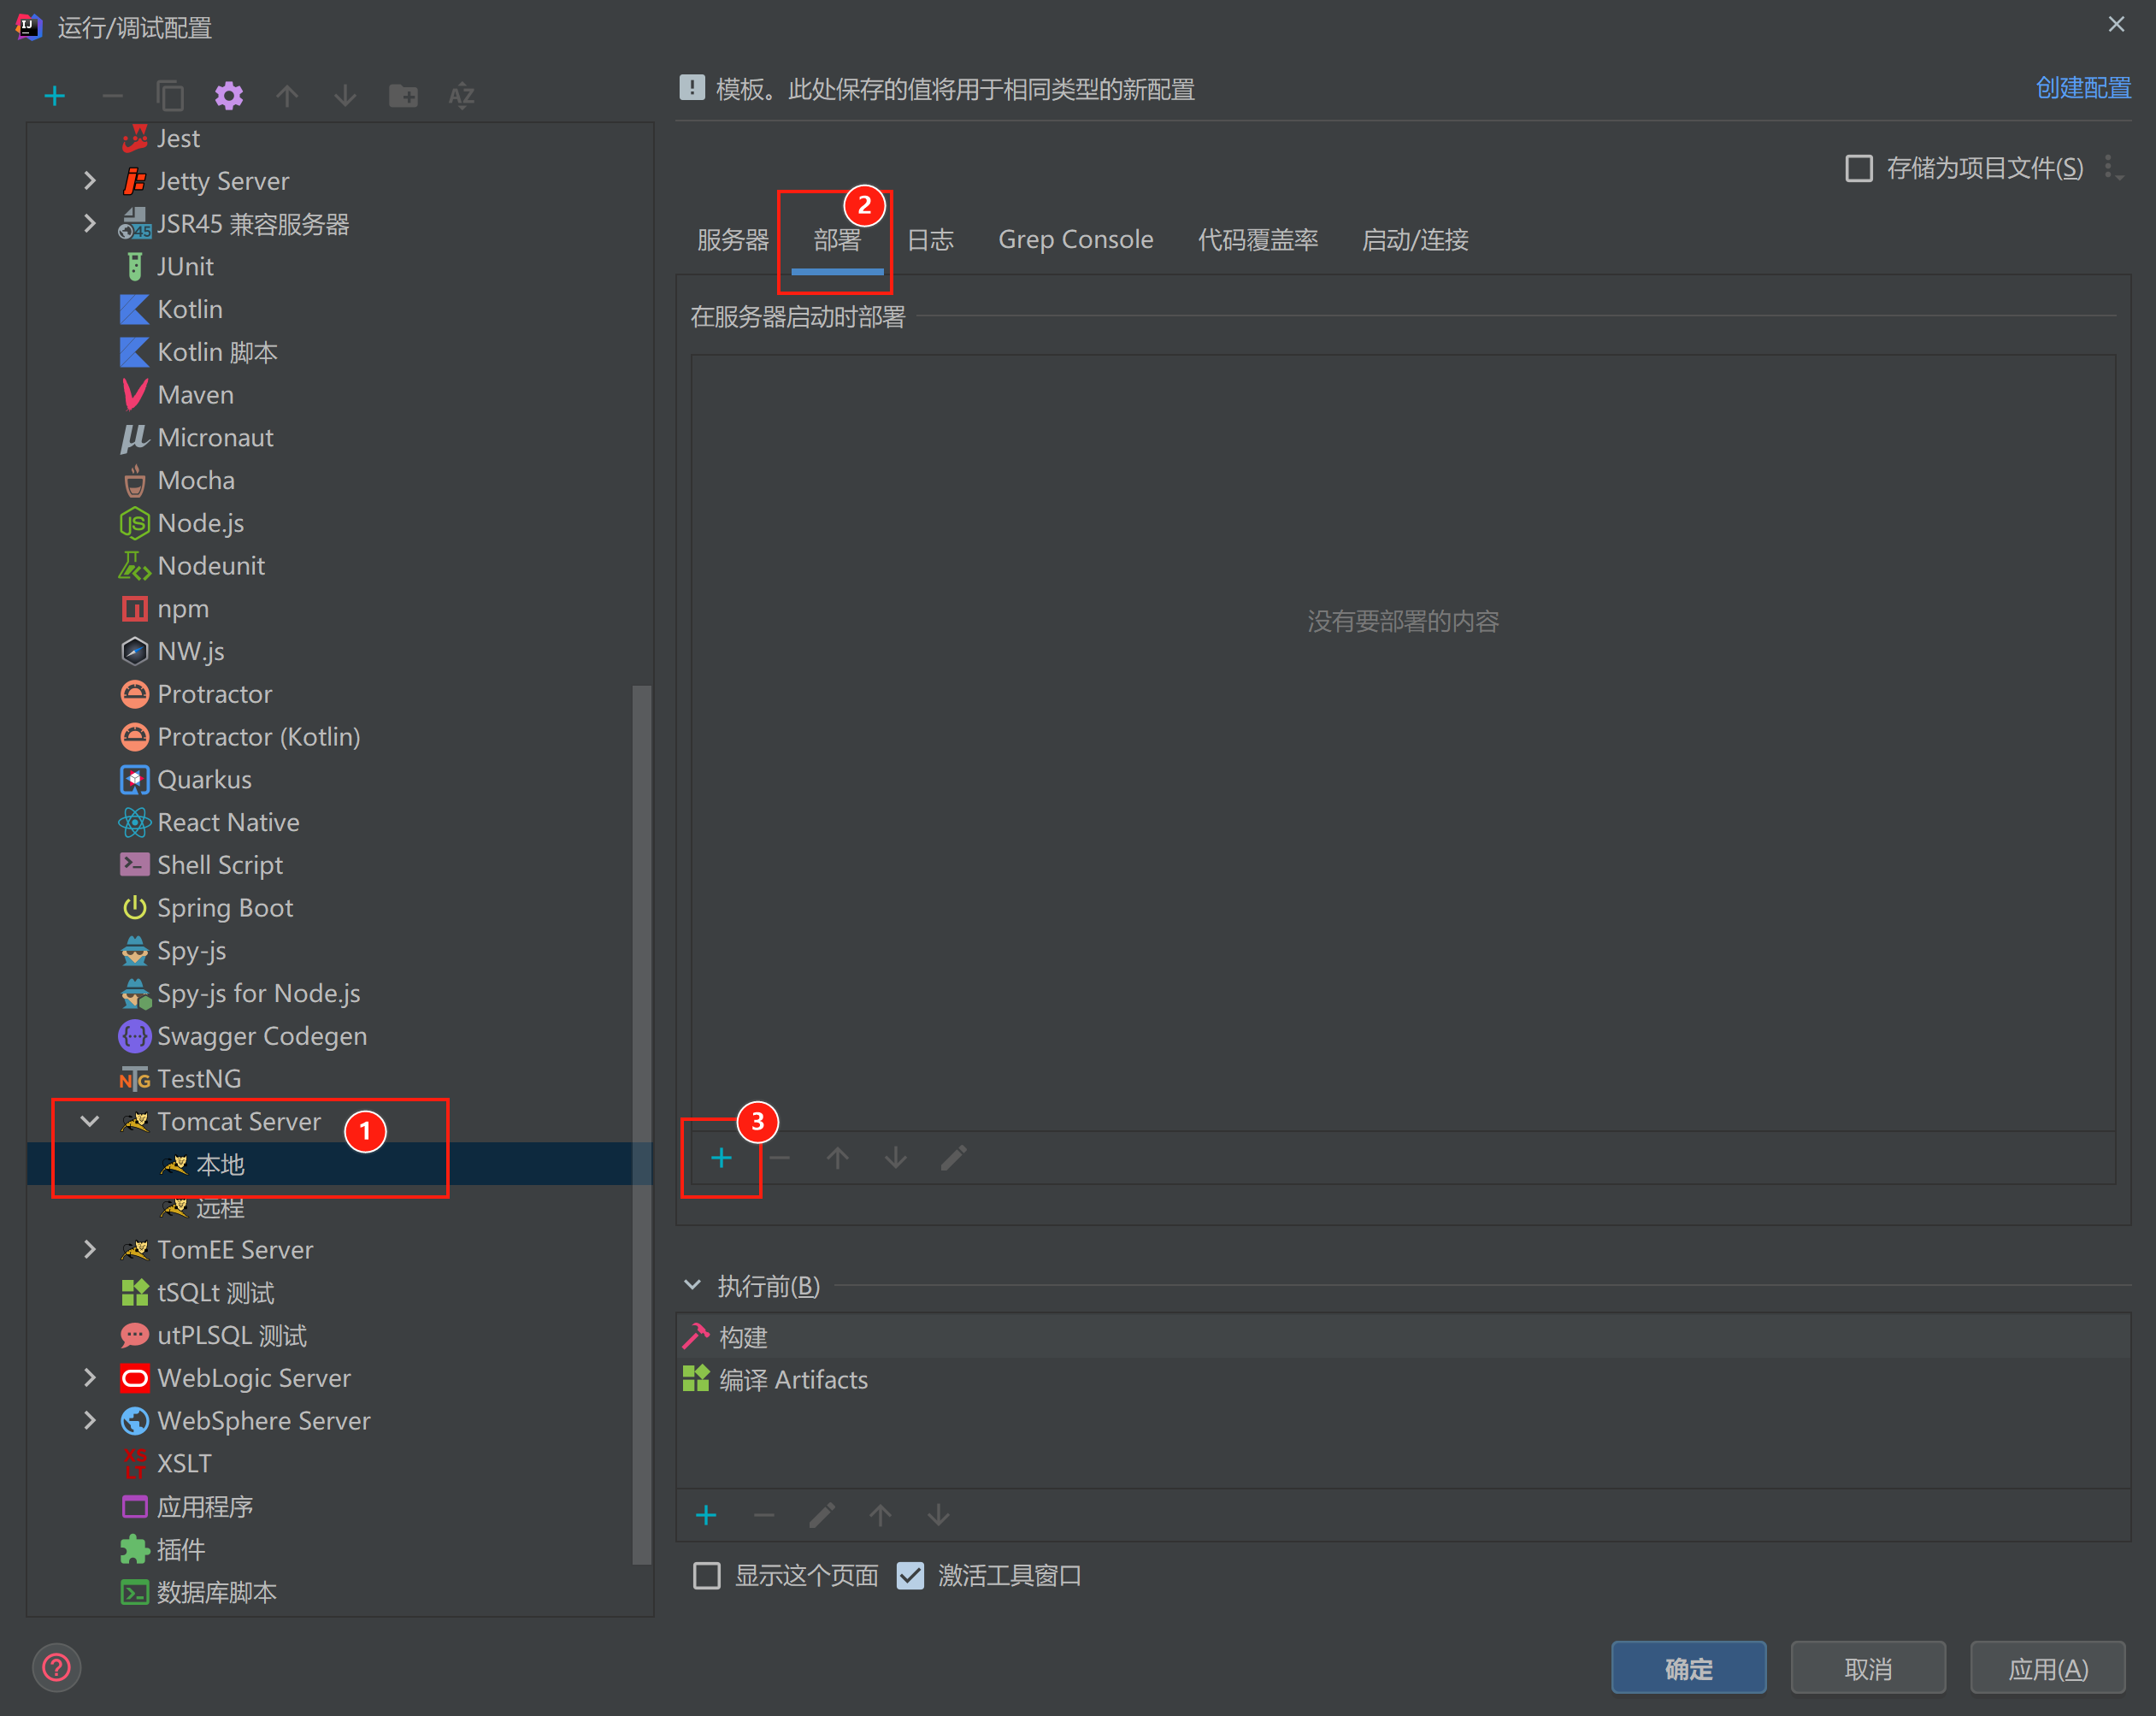 运行/调试配置
模板。此处保存的值将用于相同类型的新配置
创建配置
存储为项目文件(S)
Jest
Jetty Server
JSR45 兼容服务器
JUnit
Kotlin
Kotlin 脚本
Maven
Micronaut
Mocha
Node.js
Nodeunit
npm
NW.js
Protractor
Protractor (Kotlin)
Quarkus
React Native
Shell Script
Spring Boot
Spy-js
Spy-js for Node.js
Swagger Codegen
TestNG
Tomcat Server
1
本地
远程
TomEE Server
tSQLt 测试
utPLSQL 测试
WebLogic Server
WebSphere Server
XSLT
应用程序
插件
数据库脚本
2
服务器 部署 日志 Grep Console 代码覆盖率 启动/连接
在服务器启动时部署
没有要部署的内容
3
执行前(B)
构建
编译 Artifacts
显示这个页面 激活工具窗口
确定 取消 应用(A)